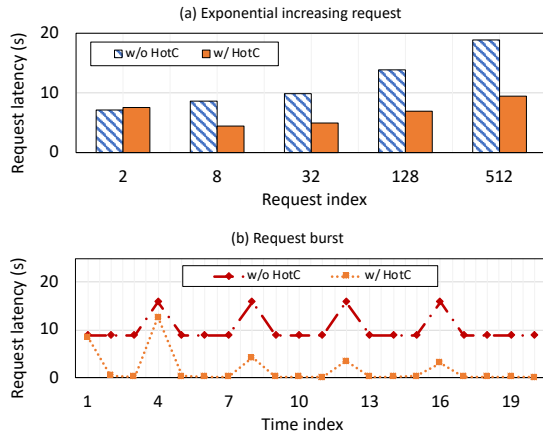 (a) Exponential increasing request
Request latency (s)
20
10
0
w/o HotC
w/ HotC
2 8 32 128 512
Request index
(b) Request burst
Request latency (s)
20
10
0
w/o HotC
w/ HotC
1 4 7 10 13 16 19
Time index